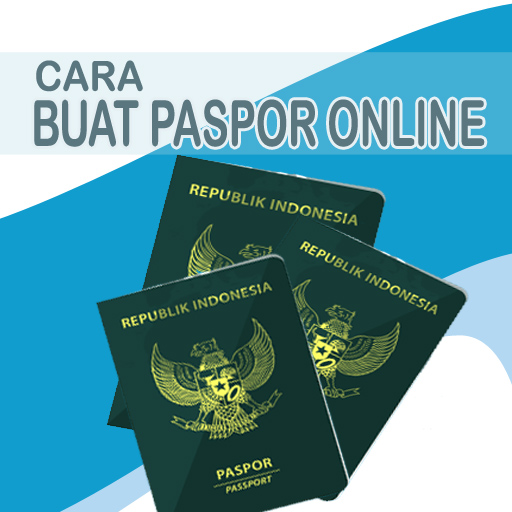 CARA
BUAT PASPOR ONLINE
REPUBLIK INDONESIA
REPUBLIK INDONESIA
REPUBLIK INDONESIA
PASPOR
PASSPORT